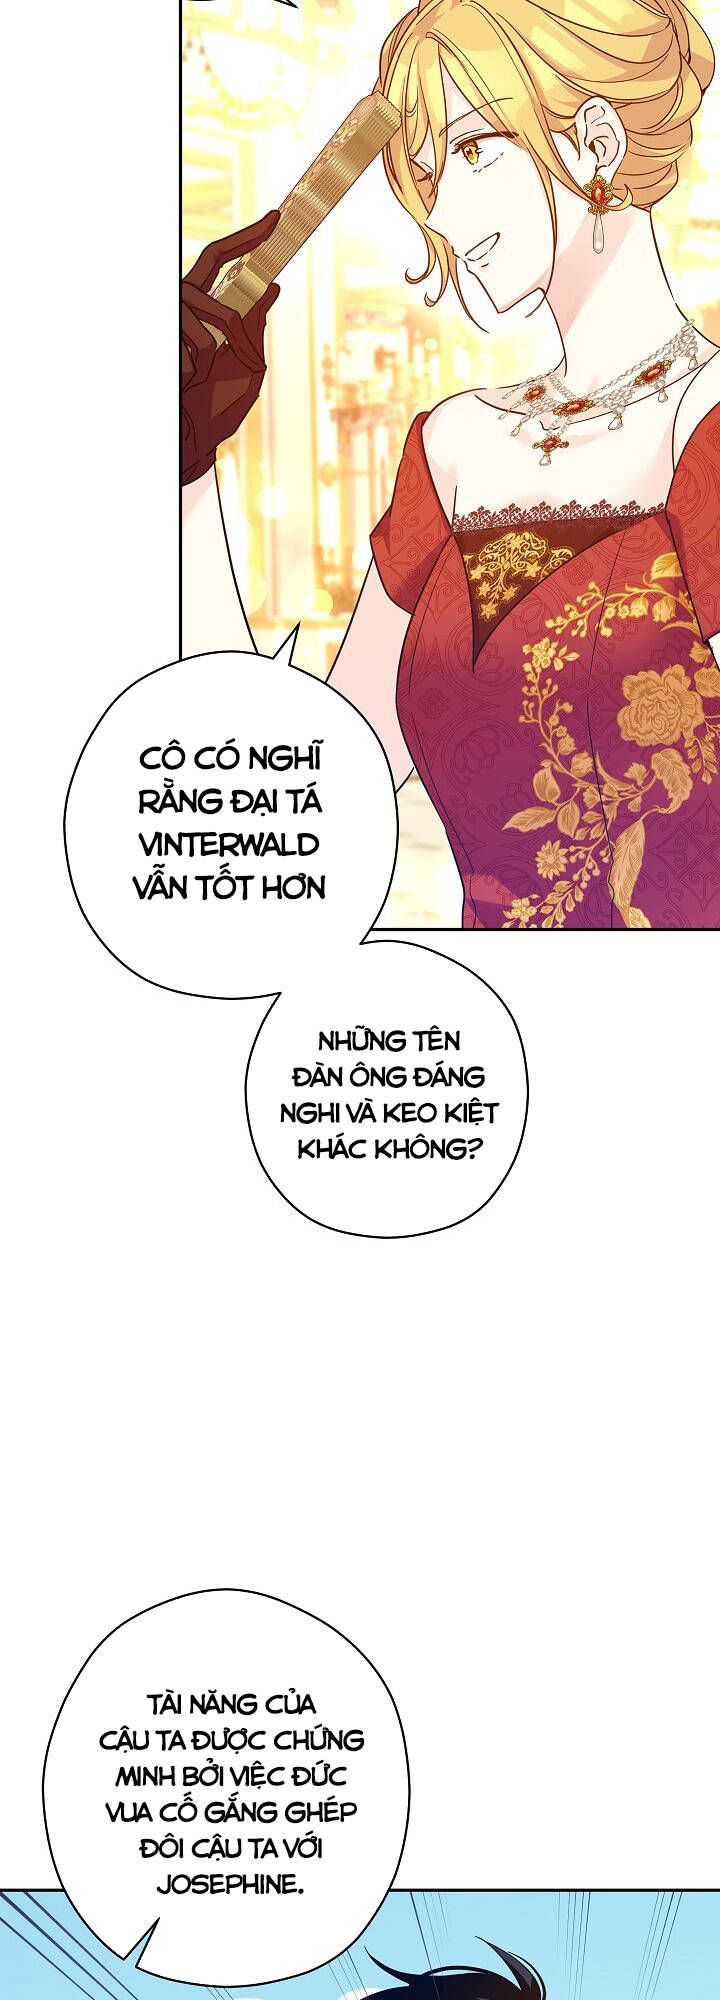 CÔ CÓ NGHĨ
RẰNG ĐẠI TÁ
VINTERWALD
VẪN TỐT HƠN
NHỮNG TÊN
ĐÀN ÔNG ĐÁNG
NGHI VÀ KEO KIỆT
KHÁC KHÔNG?
TÀI NĂNG CỦA
CẬU TA ĐƯỢC CHỨNG
MINH BỞI VIỆC ĐỨC
VUA CỐ GẮNG GHÉP
ĐÔI CẬU TA VỚI
JOSEPHINE.